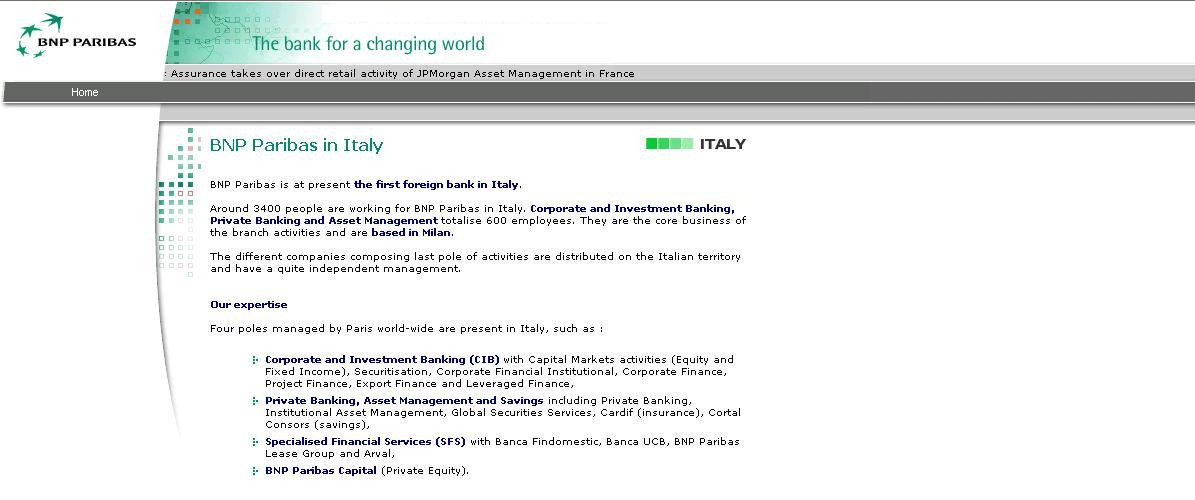 BNP PARIBAS
The bank for a changing world
: Assurance takes over direct retail activity of JPMorgan Asset Management in France
Home
BNP Paribas in Italy
ITALY
BNP Paribas is at present the first foreign bank in Italy.
Around 3400 people are working for BNP Paribas in Italy. Corporate and Investment Banking,
Private Banking and Asset Management totalise 600 employees. They are the core business of
the branch activities and are based in Milan.
The different companies composing last pole of activities are distributed on the Italian territory
and have a quite independent management.
Our expertise
Four poles managed by Paris world-wide are present in Italy, such as :
Corporate and Investment Banking (CIB) with Capital Markets activities (Equity and
Fixed Income), Securitisation, Corporate Financial Institutional, Corporate Finance,
Project Finance, Export Finance and Leveraged Finance,
Private Banking, Asset Management and Savings including Private Banking,
Institutional Asset Management, Global Securities Services, Cardif (insurance), Cortal
Consors (savings),
Specialised Financial Services (SFS) with Banca Findomestic, Banca UCB, BNP Paribas
Lease Group and Arval,
BNP Paribas Capital (Private Equity).